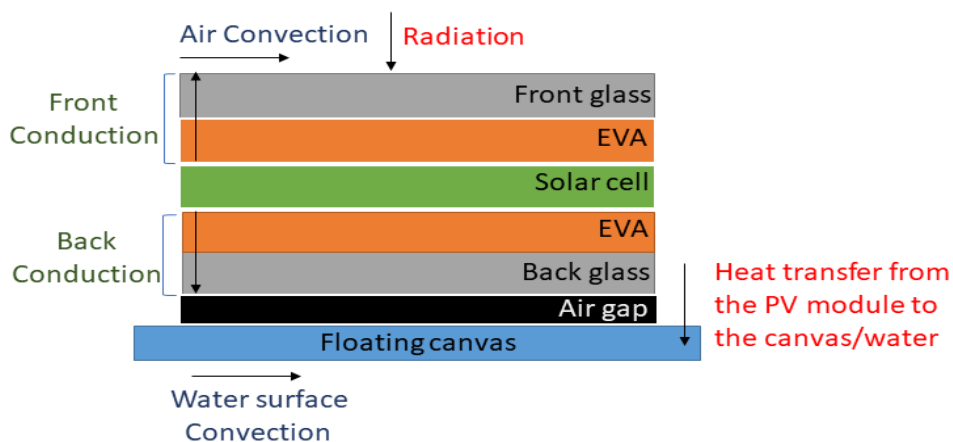 Air Convection
Radiation
Front
Conduction
Front glass
EVA
Solar cell
EVA
Back
Conduction
Back glass
Air gap
Heat transfer from
the PV module to
the canvas/water
Floating canvas
Water surface
Convection